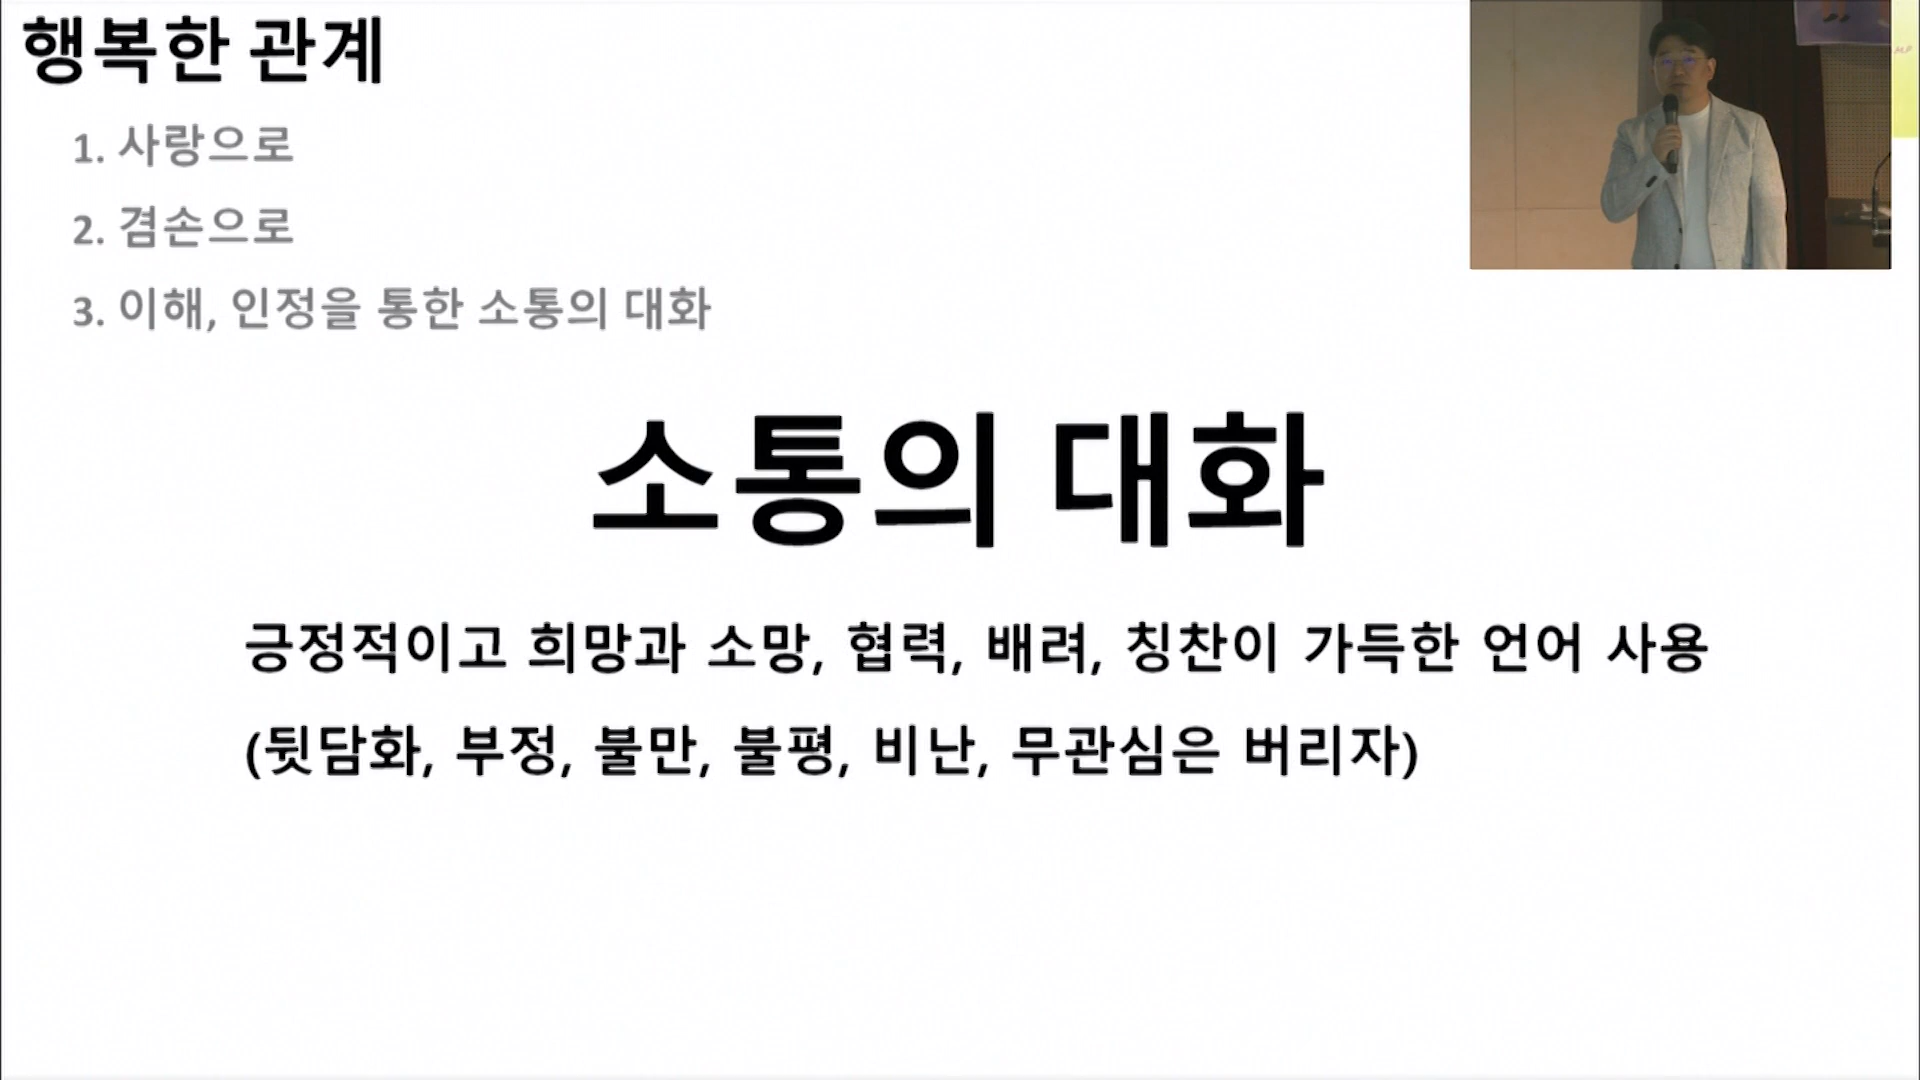 행복한 관계
1. 사랑으로
2. 겸손으로
3. 이해, 인정을 통한 소통의 대화
소통의 대화
긍정적이고 희망과 소망, 협력, 배려, 칭찬이 가득한 언어 사용
(뒷담화, 부정, 불만, 불평, 비난, 무관심은 버리자)